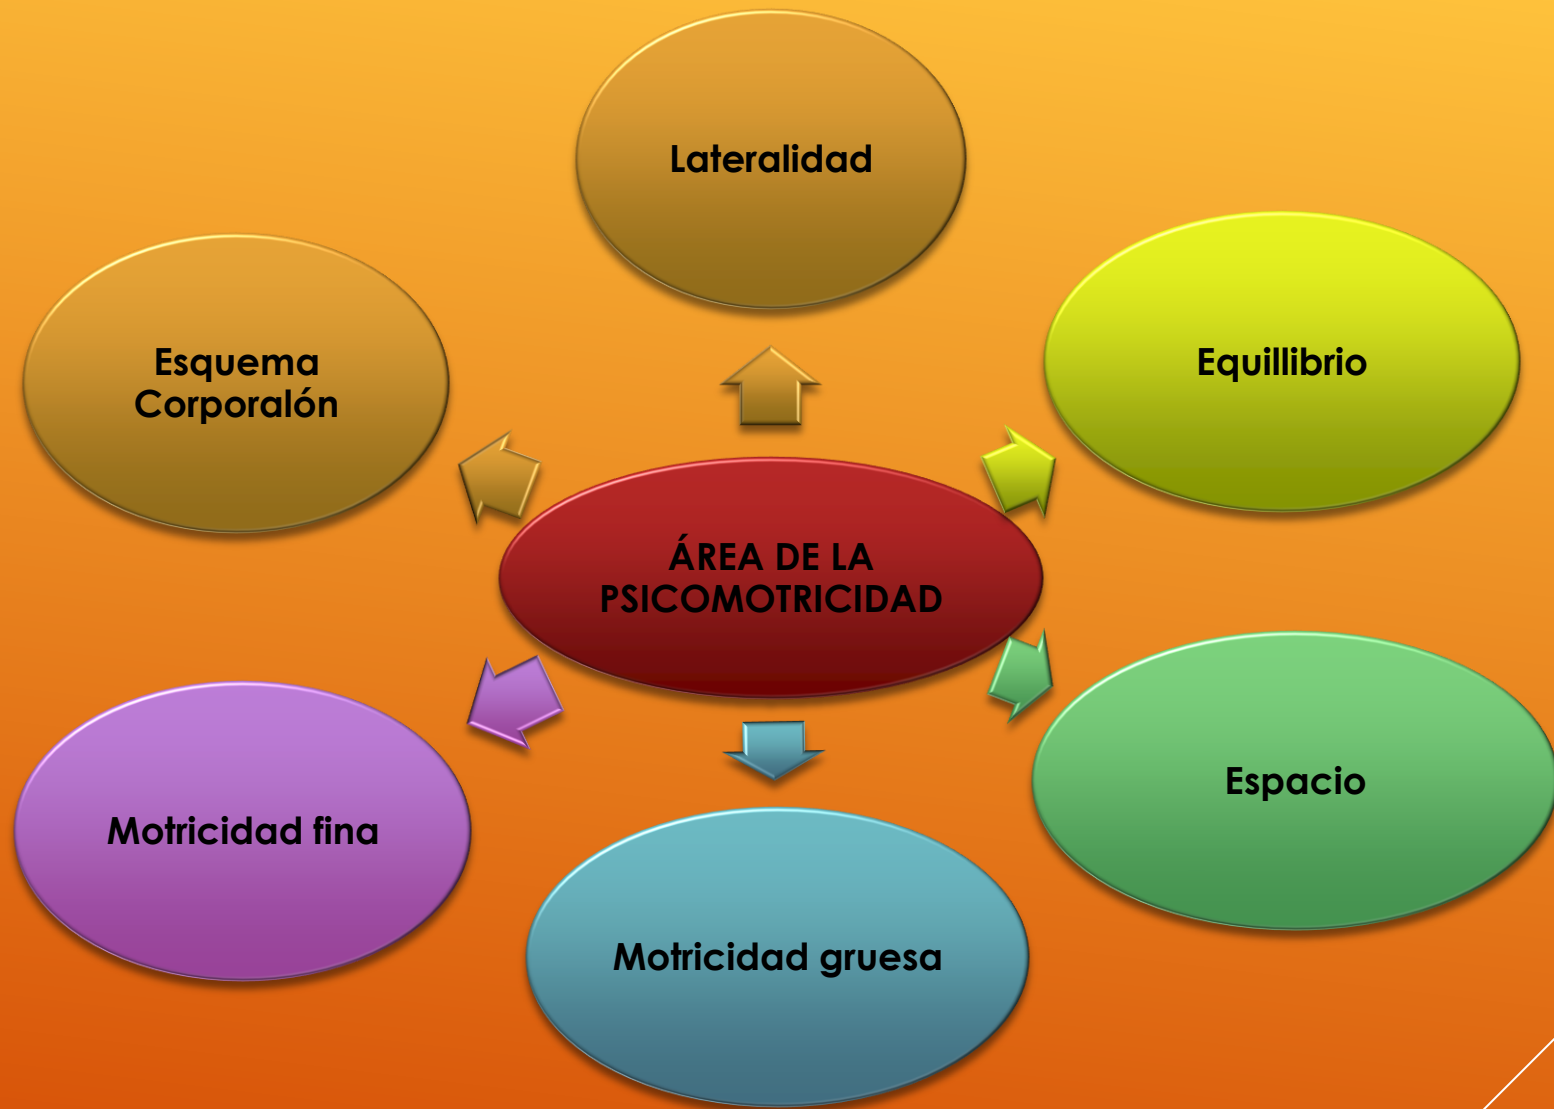 Lateralidad
Equillibrio
Esquema
Corporalón
ÁREA DE LA
PSICOMOTRICIDAD
Espacio
Motricidad fina
Motricidad gruesa